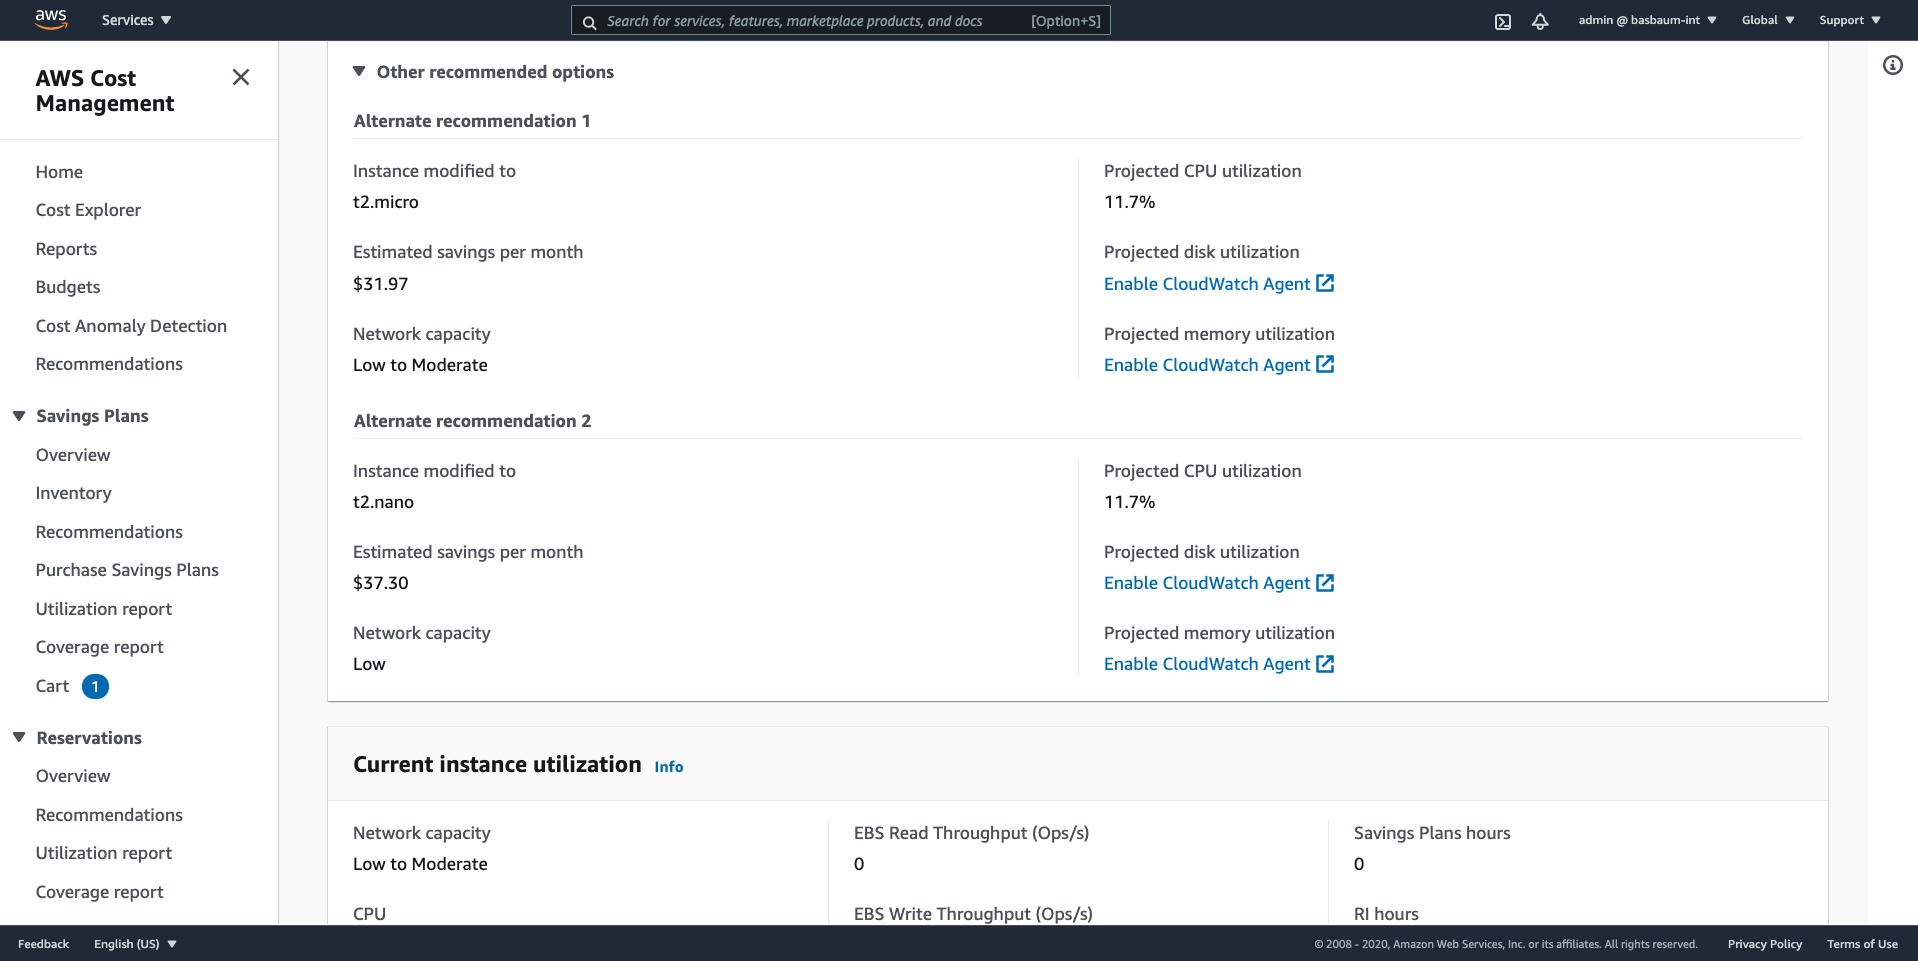 aws
Services
Search for services, features, marketplace products, and docs [Option+S]
admin @ basbaum-int
Global
Support
AWS Cost
Management
Home
Cost Explorer
Reports
Budgets
Cost Anomaly Detection
Recommendations
Savings Plans
Overview
Inventory
Recommendations
Purchase Savings Plans
Utilization report
Coverage report
Cart 1
Reservations
Overview
Recommendations
Utilization report
Coverage report
Other recommended options
Alternate recommendation 1
Instance modified to
t2.micro
Estimated savings per month
$31.97
Network capacity
Low to Moderate
Projected CPU utilization
11.7%
Projected disk utilization
Enable CloudWatch Agent
Projected memory utilization
Enable CloudWatch Agent
Alternate recommendation 2
Instance modified to
t2.nano
Estimated savings per month
$37.30
Network capacity
Low
Projected CPU utilization
11.7%
Projected disk utilization
Enable CloudWatch Agent
Projected memory utilization
Enable CloudWatch Agent
Current instance utilization Info
Network capacity
Low to Moderate
CPU
EBS Read Throughput (Ops/s)
0
EBS Write Throughput (Ops/s)
Savings Plans hours
0
RI hours
Feedback
English (US)
© 2008 - 2020, Amazon Web Services, Inc. or its affiliates. All rights reserved.
Privacy Policy
Terms of Use